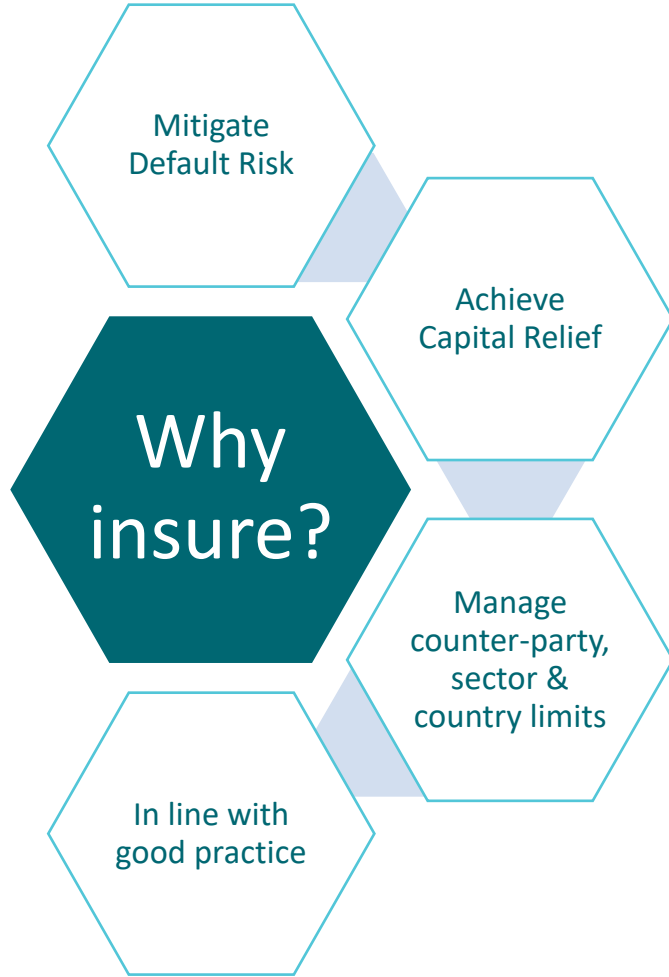 Mitigate
Default Risk
Achieve
Capital Relief
Why
insure?
Manage
counter-party,
sector &
country limits
In line with
good practice